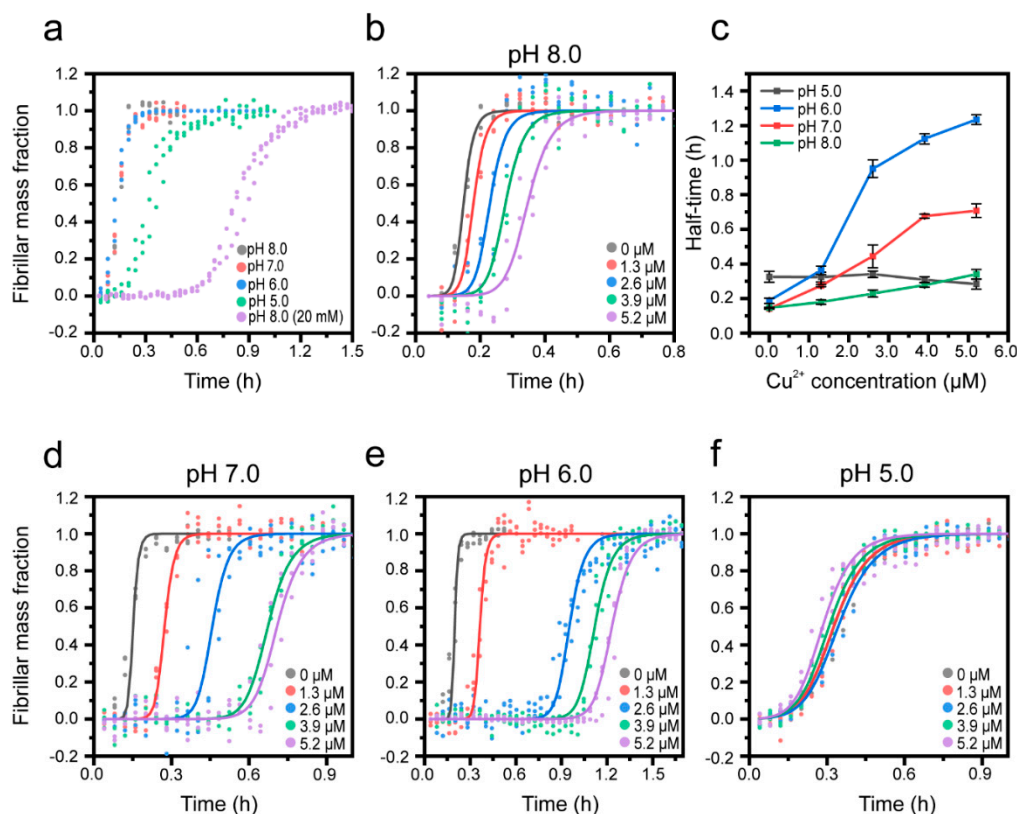 a
Fibrillar mass fraction
1.2
1.0
0.8
0.6
0.4
0.2
0.0
-0.2
pH 8.0
pH 7.0
pH 6.0
pH 5.0
pH 8.0 (20 mM)
0.0 0.3 0.6 0.9 1.2 1.5
Time (h)
b
pH 8.0
1.2
1.0
0.8
0.6
0.4
0.2
0.0
-0.2
0 µM
1.3 µM
2.6 µM
3.9 µM
5.2 µM
0.0 0.2 0.4 0.6 0.8
Time (h)
c
Half-time (h)
1.4
1.2
1.0
0.8
0.6
0.4
0.2
0.0
pH 5.0
pH 6.0
pH 7.0
pH 8.0
0.0 1.0 2.0 3.0 4.0 5.0 6.0
Cu²⁺ concentration (µM)
d
pH 7.0
Fibrillar mass fraction
1.2
1.0
0.8
0.6
0.4
0.2
0.0
-0.2
0 µM
1.3 µM
2.6 µM
3.9 µM
5.2 µM
0.0 0.3 0.6 0.9
Time (h)
e
pH 6.0
1.2
1.0
0.8
0.6
0.4
0.2
0.0
-0.2
0 µM
1.3 µM
2.6 µM
3.9 µM
5.2 µM
0.0 0.3 0.6 0.9 1.2 1.5
Time (h)
f
pH 5.0
1.2
1.0
0.8
0.6
0.4
0.2
0.0
-0.2
0 µM
1.3 µM
2.6 µM
3.9 µM
5.2 µM
0.0 0.3 0.6 0.9
Time (h)